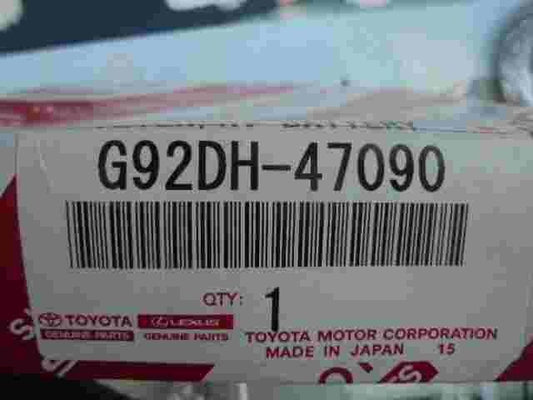 G92DH-47090
QTY: 1
TOYOTA LEXUS
GENUINE PARTS GENUINE PARTS
TOYOTA MOTOR CORPORATION
MADE IN JAPAN 15